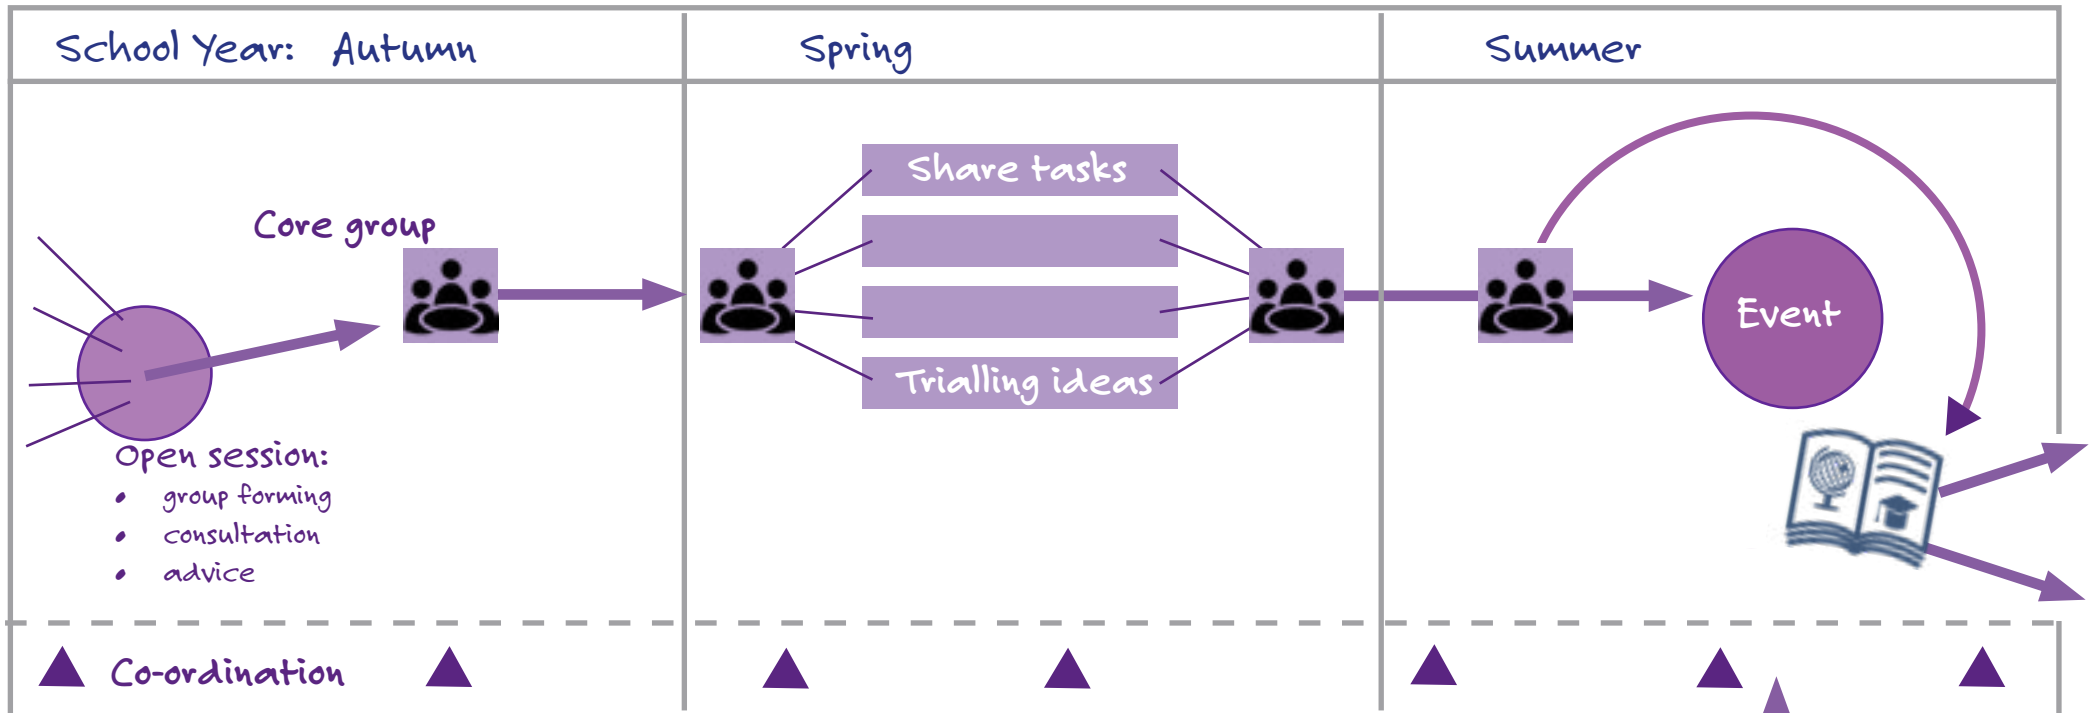 School Year: Autumn
Spring
Summer
Core group
Open session:
• group forming
• consultation
• advice
Share tasks
Trialling ideas
Event
Co-ordination